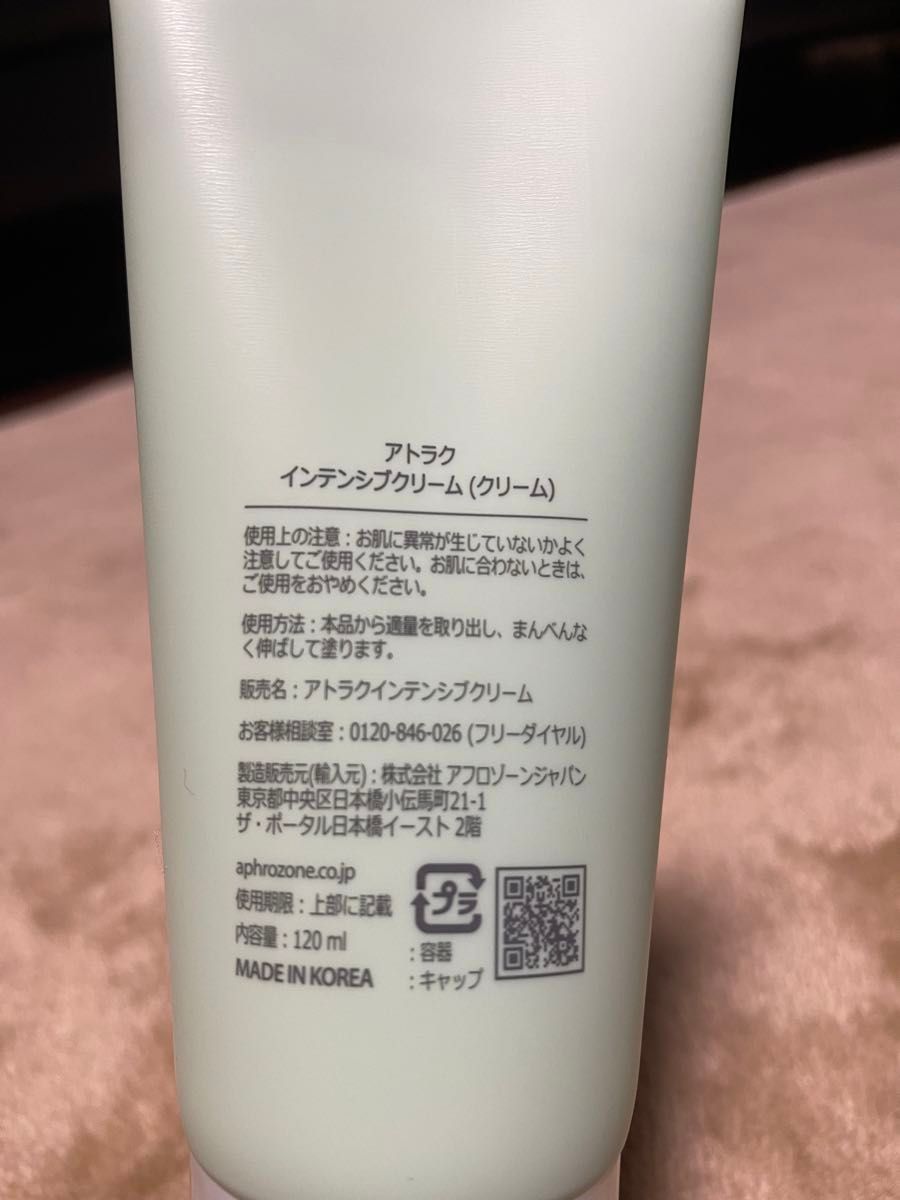 アトラク
インテンシブクリーム (クリーム)
使用上の注意 : お肌に異常が生じていないかよく
注意してご使用ください。お肌に合わないときは、
ご使用をおやめください。
使用方法 : 本品から適量を取り出し、まんべんな
く伸ばして塗ります。
販売名 : アトラクインテンシブクリーム
お客様相談室 : 0120-846-026 (フリーダイヤル)
製造販売元(輸入元) : 株式会社 アフロゾーンジャパン
東京都中央区日本橋小伝馬町21-1
ザ・ポータル日本橋イースト 2階
aphrozone.co.jp
使用期限 : 上部に記載
内容量 : 120 ml
MADE IN KOREA
プラ
: 容器
: キャップ